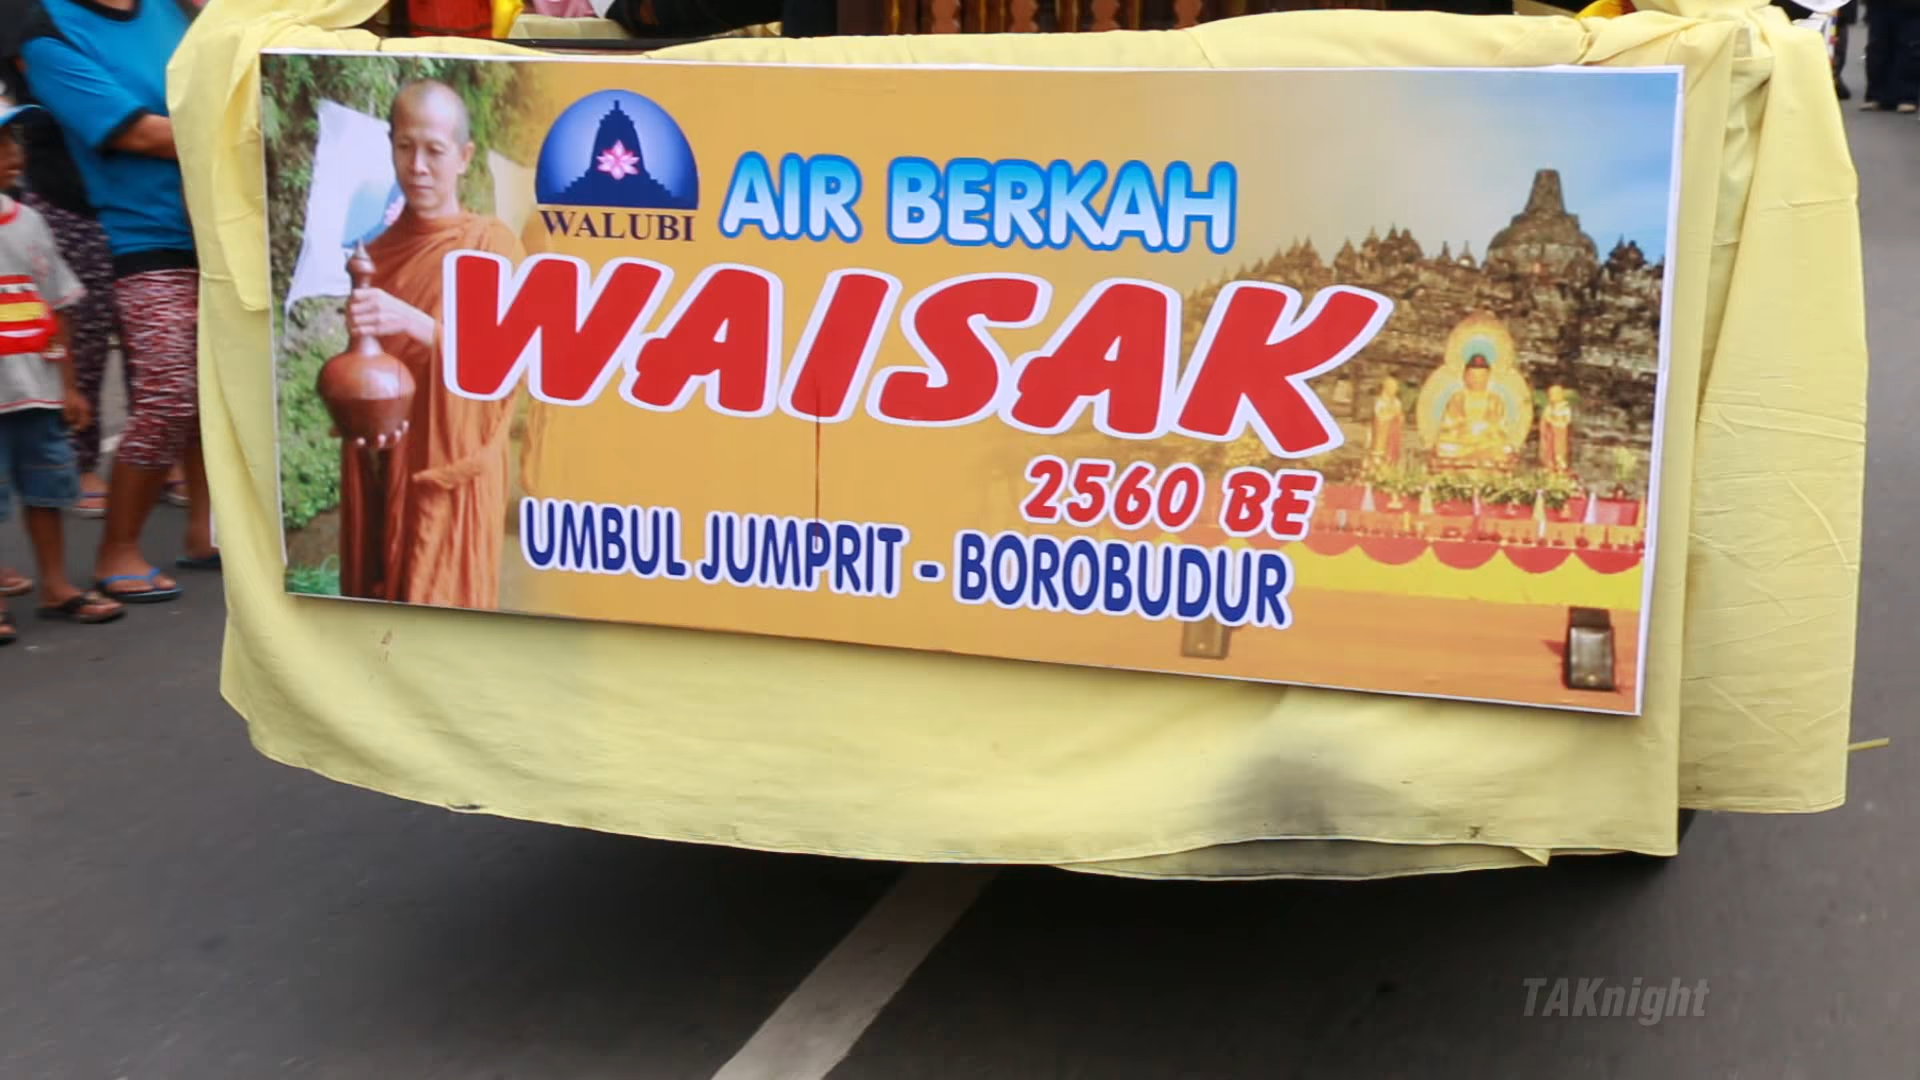 WALUBI
AIR BERKAH
WAISAK
2560 BE
UMBUL JUMPRIT - BOROBUDUR
TAKnight